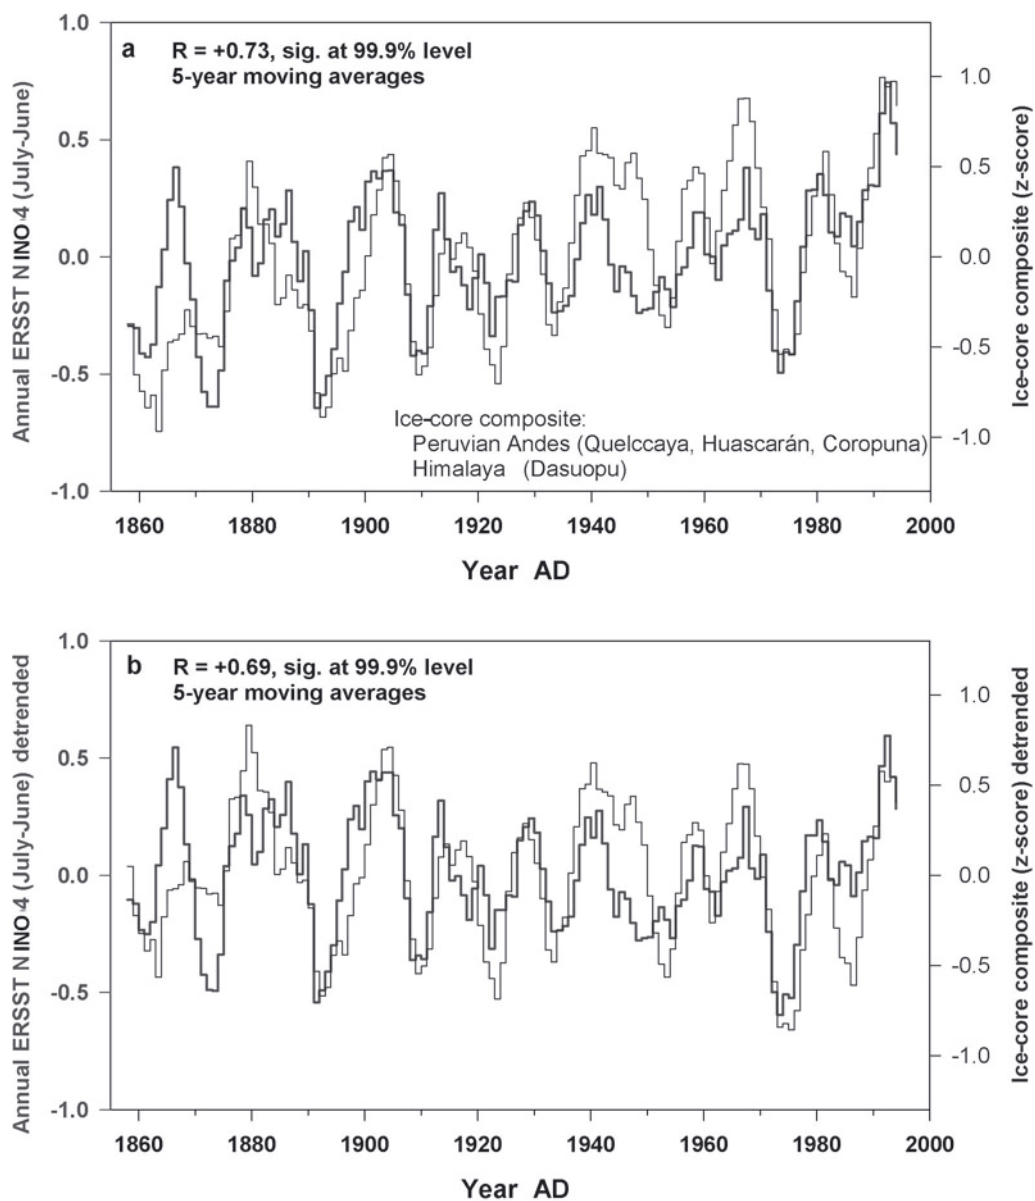 a R = +0.73, sig. at 99.9% level
5-year moving averages
Annual ERSST NINO4 (July-June)
1.0
0.5
0.0
-0.5
-1.0
Ice-core composite (z-score)
1.0
0.5
0.0
-0.5
-1.0
Ice-core composite:
Peruvian Andes (Quelccaya, Huascarán, Coropuna)
Himalaya (Dasuopu)
1860 1880 1900 1920 1940 1960 1980 2000
Year AD
b R = +0.69, sig. at 99.9% level
5-year moving averages
Annual ERSST NINO4 (July-June) detrended
1.0
0.5
0.0
-0.5
-1.0
Ice-core composite (z-score) detrended
1.0
0.5
0.0
-0.5
-1.0
1860 1880 1900 1920 1940 1960 1980 2000
Year AD